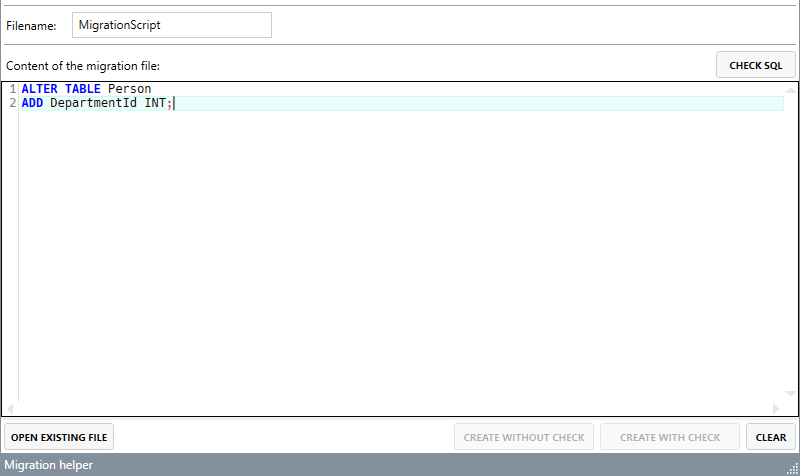 Filename: MigrationScript
Content of the migration file: CHECK SQL
1 ALTER TABLE Person
2 ADD DepartmentId INT;
OPEN EXISTING FILE CREATE WITHOUT CHECK CREATE WITH CHECK CLEAR
Migration helper